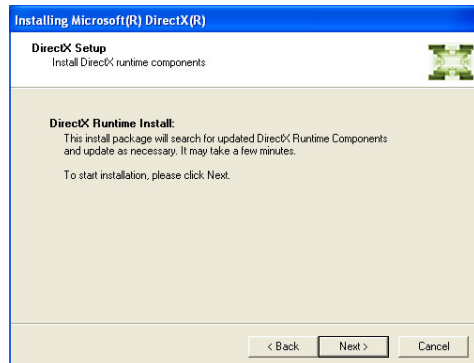 Installing Microsoft(R) DirectX(R)
DirectX Setup
Install DirectX runtime components
DirectX Runtime Install:
This install package will search for updated DirectX Runtime Components
and update as necessary. It may take a few minutes.
To start installation, please click Next.
< Back
Next >
Cancel